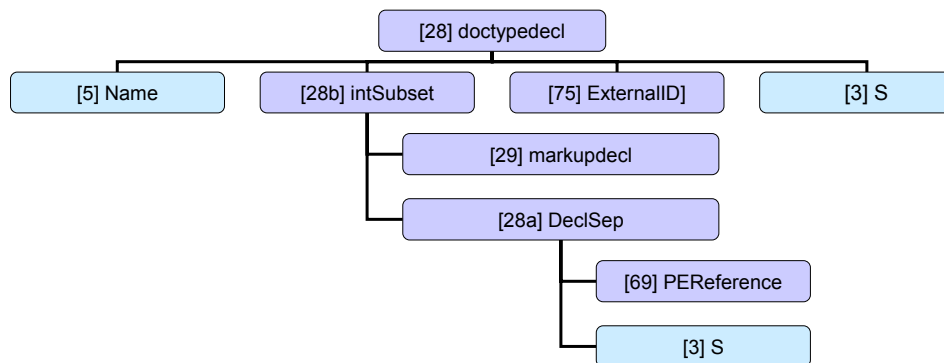 [28] doctypedecl
[5] Name
[28b] intSubset
[75] ExternalID]
[3] S
[29] markupdecl
[28a] DeclSep
[69] PEReference
[3] S